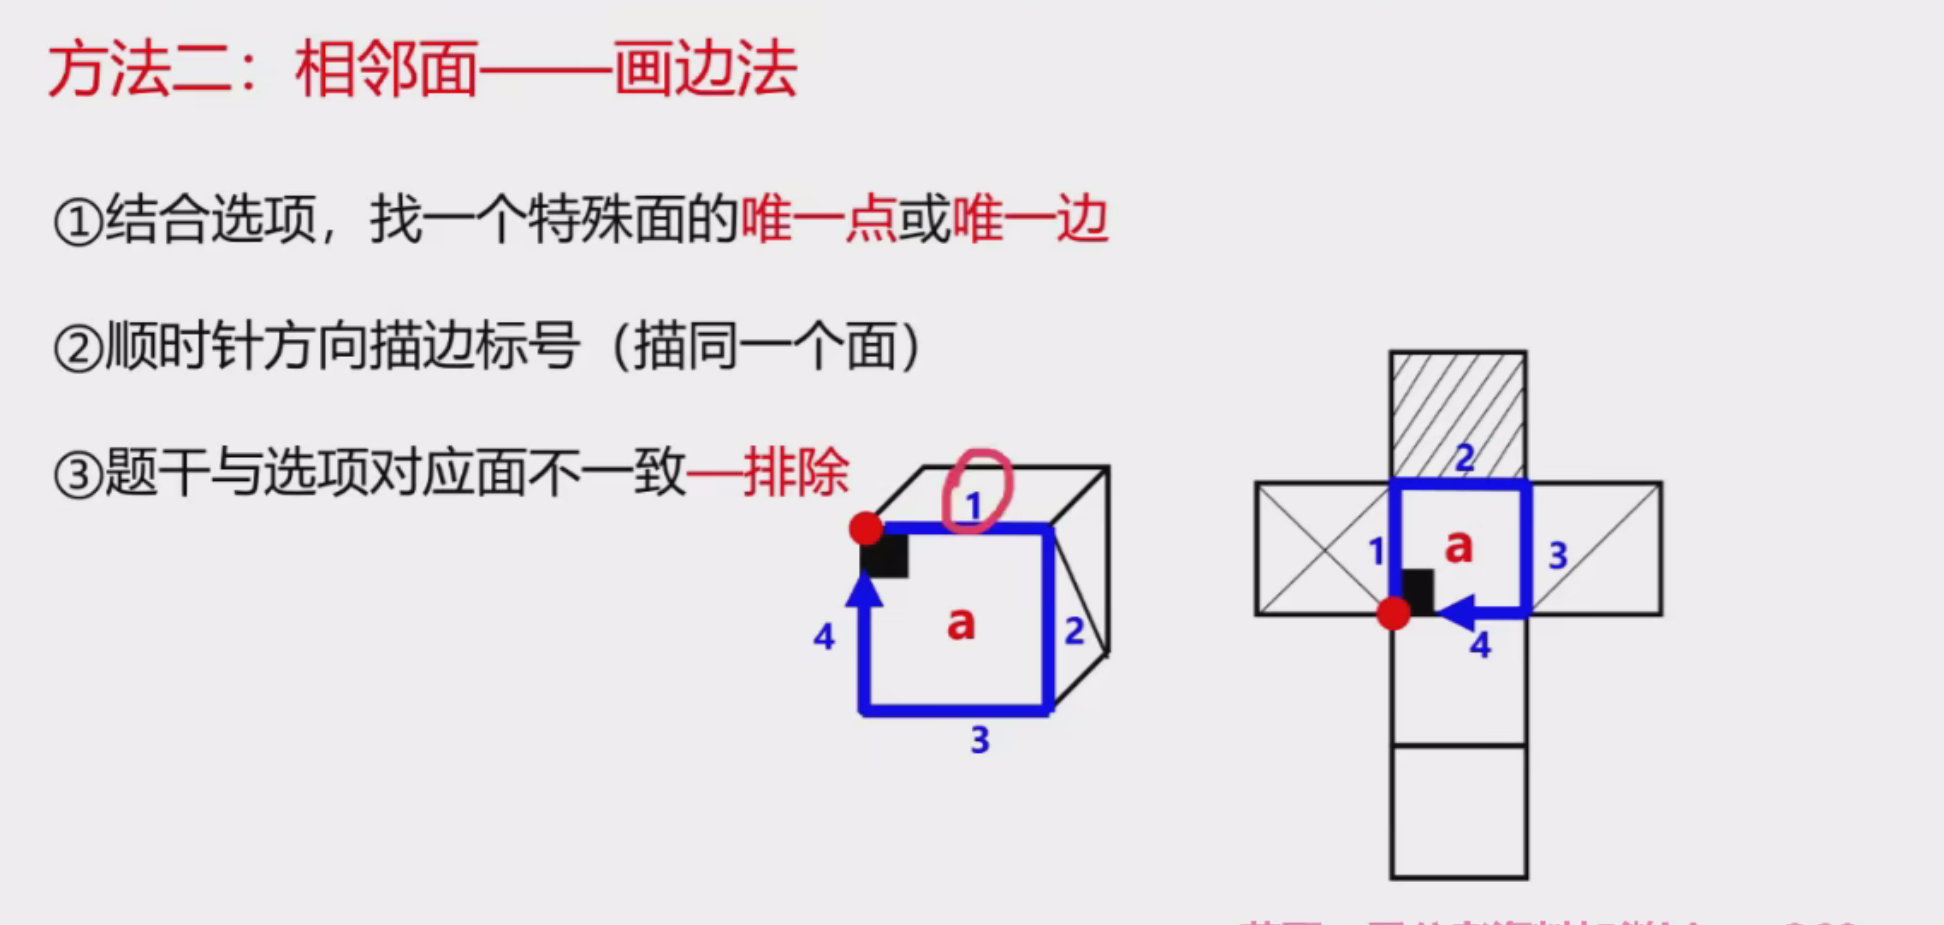 方法二：相邻面——画边法
①结合选项，找一个特殊面的唯一点或唯一边
②顺时针方向描边标号（描同一个面）
③题干与选项对应面不一致—排除
1
4
a
2
3
2
1
a
3
4